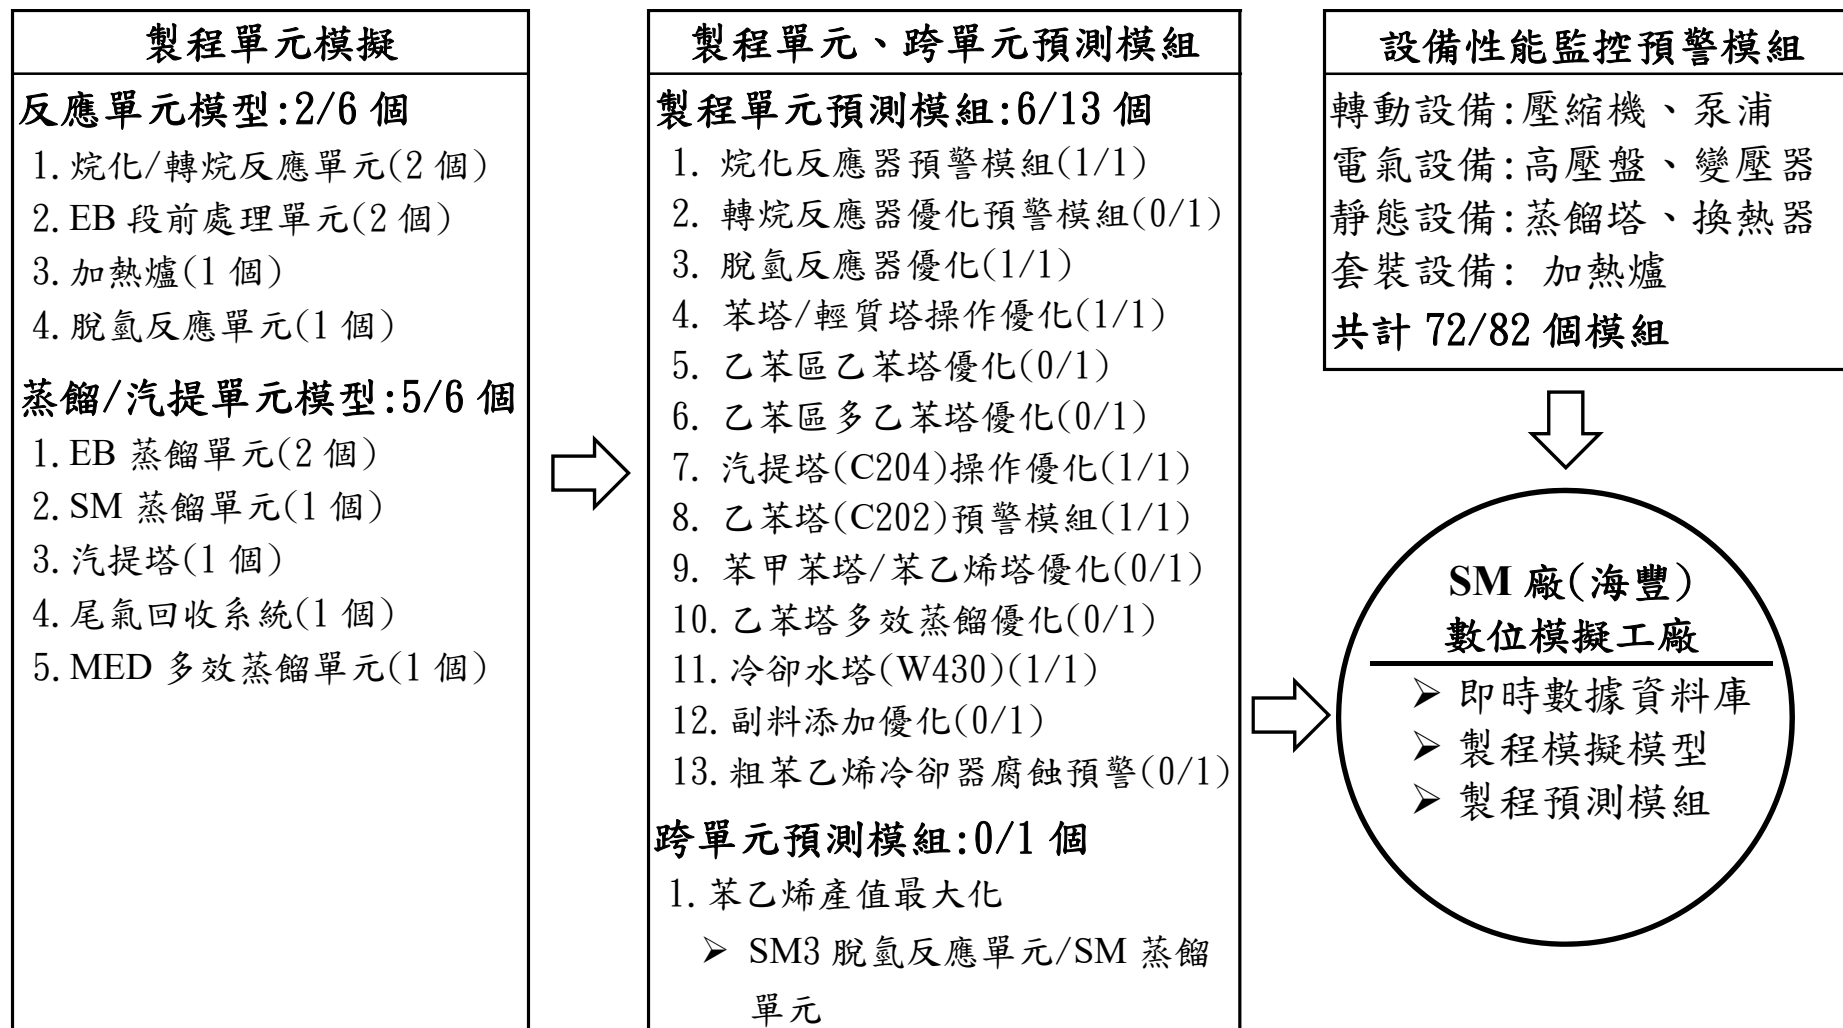 製程單元模擬
反應單元模型:2/6 個
1.烷化/轉烷反應單元(2 個)
2.EB 段前處理單元(2 個)
3.加熱爐(1 個)
4.脫氫反應單元(1 個)
蒸餾/汽提單元模型:5/6 個
1.EB 蒸餾單元(2 個)
2.SM 蒸餾單元(1 個)
3.汽提塔(1 個)
4.尾氣回收系統(1 個)
5.MED 多效蒸餾單元(1 個)
製程單元、跨單元預測模組
製程單元預測模組:6/13 個
1. 烷化反應器預警模組(1/1)
2. 轉烷反應器優化預警模組(0/1)
3. 脫氫反應器優化(1/1)
4. 苯塔/輕質塔操作優化(1/1)
5. 乙苯區乙苯塔優化(0/1)
6. 乙苯區多乙苯塔優化(0/1)
7. 汽提塔(C204)操作優化(1/1)
8. 乙苯塔(C202)預警模組(1/1)
9. 苯甲苯塔/苯乙烯塔優化(0/1)
10.乙苯塔多效蒸餾優化(0/1)
11.冷卻水塔(W430)(1/1)
12.副料添加優化(0/1)
13.粗苯乙烯冷卻器腐蝕預警(0/1)
跨單元預測模組:0/1 個
1.苯乙烯產值最大化
➢ SM3 脫氫反應單元/SM 蒸餾
單元
設備性能監控預警模組
轉動設備:壓縮機、泵浦
電氣設備:高壓盤、變壓器
靜態設備:蒸餾塔、換熱器
套裝設備: 加熱爐
共計 72/82 個模組
SM 廠(海豐)
數位模擬工廠
➢ 即時數據資料庫
➢ 製程模擬模型
➢ 製程預測模組